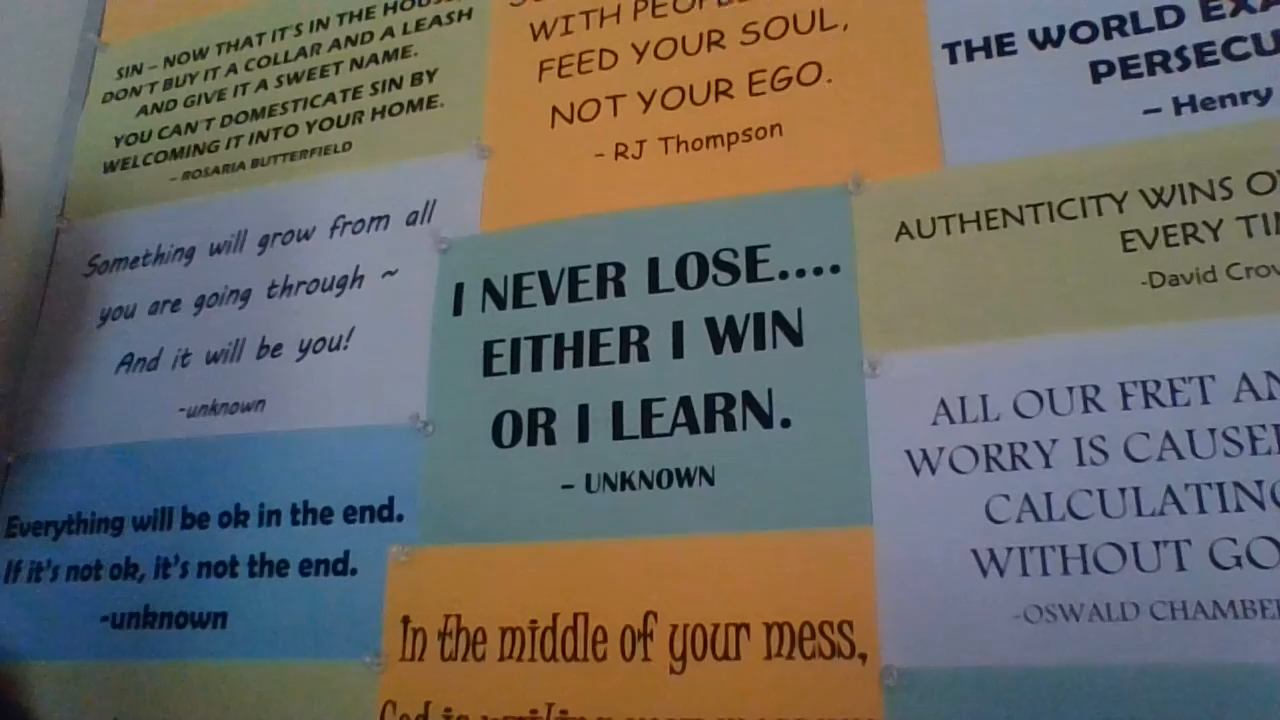 SIN – NOW THAT IT'S IN THE
DON'T BUY IT A COLLAR AND A LEASH
AND GIVE IT A SWEET NAME.
YOU CAN'T DOMESTICATE SIN BY
WELCOMING IT INTO YOUR HOME.
– ROSARIA BUTTERFIELD
WITH
FEED YOUR SOUL,
NOT YOUR EGO.
- RJ Thompson
THE WORLD
– Henry
Something will grow from all
you are going through ~
And it will be you!
-unknown
I NEVER LOSE....
EITHER I WIN
OR I LEARN.
– UNKNOWN
AUTHENTICITY WINS
EVERY
-David
Everything will be ok in the end.
If it's not ok, it's not the end.
-unknown
ALL OUR FRET
WORRY IS
CALCULATING
WITHOUT
-OSWALD
In the middle of your mess,
God is